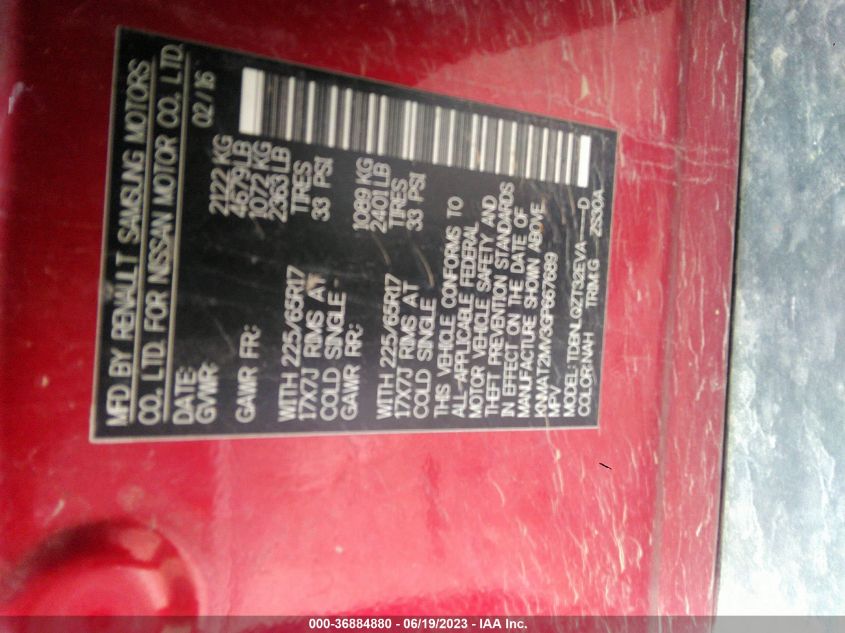 MFD BY RENAULT SAMSUNG MOTORS
CO. LTD. FOR NISSAN MOTOR CO. LTD.
DATE: 02 / 16
GVWR: 2122 KG
4679 LB
GAWR FR: 1072 KG
2363 LB
WITH 225/65R17 TIRES
17X7J RIMS AT 33 PSI
COLD SINGLE
GAWR RR: 1089 KG
2401 LB
WITH 225/65R17 TIRES
17X7J RIMS AT 33 PSI
COLD SINGLE
THIS VEHICLE CONFORMS TO
ALL-APPLICABLE FEDERAL
MOTOR VEHICLE SAFETY AND
THEFT PREVENTION STANDARDS
IN EFFECT ON THE DATE OF
MANUFACTURE SHOWN ABOVE
KNMAT2MV3GP667689
MPV
MODEL: TDBNLQZT32EVA----D
COLOR:NAH TRIM:G ZS30A
000-36884880 - 06/19/2023 - IAA Inc.